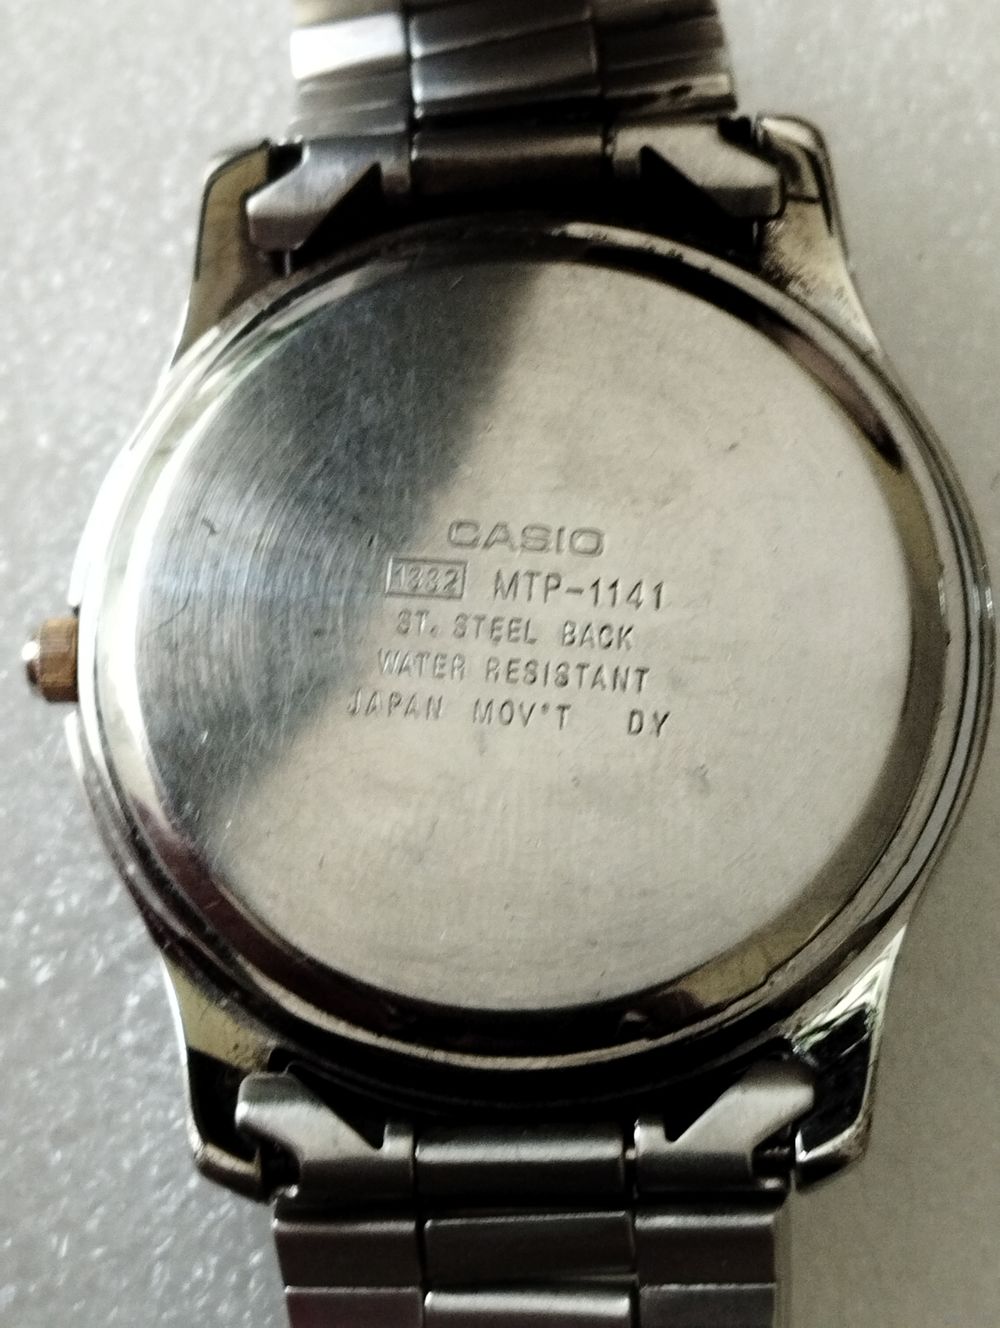 CASIO
1332 MTP-1141
ST. STEEL BACK
WATER RESISTANT
JAPAN MOV'T DY